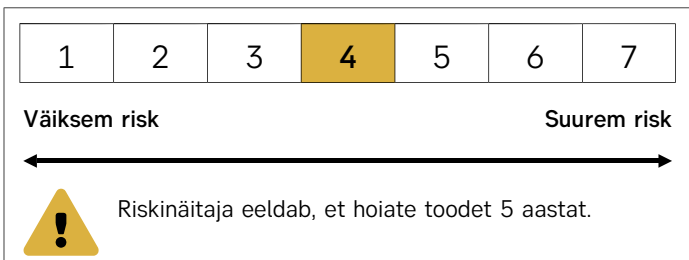 1 2 3 4 5 6 7
Väiksem risk Suurem risk
Riskinäitaja eeldab, et hoiate toodet 5 aastat.